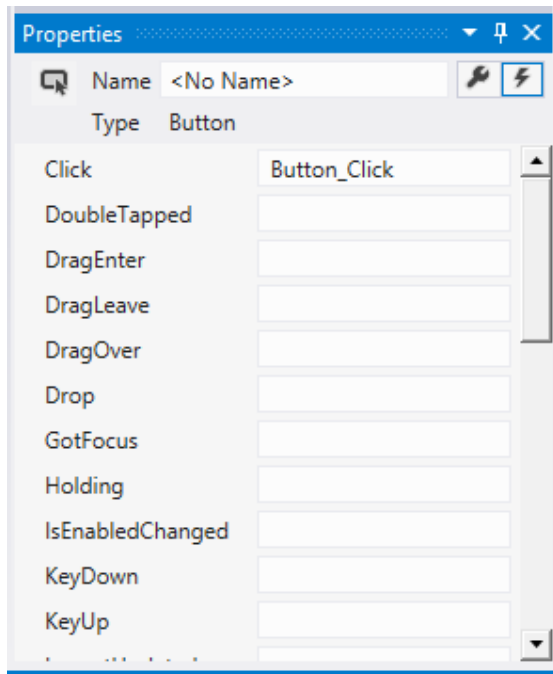 Properties
Name <No Name>
Type Button
Click Button_Click
DoubleTapped
DragEnter
DragLeave
DragOver
Drop
GotFocus
Holding
IsEnabledChanged
KeyDown
KeyUp